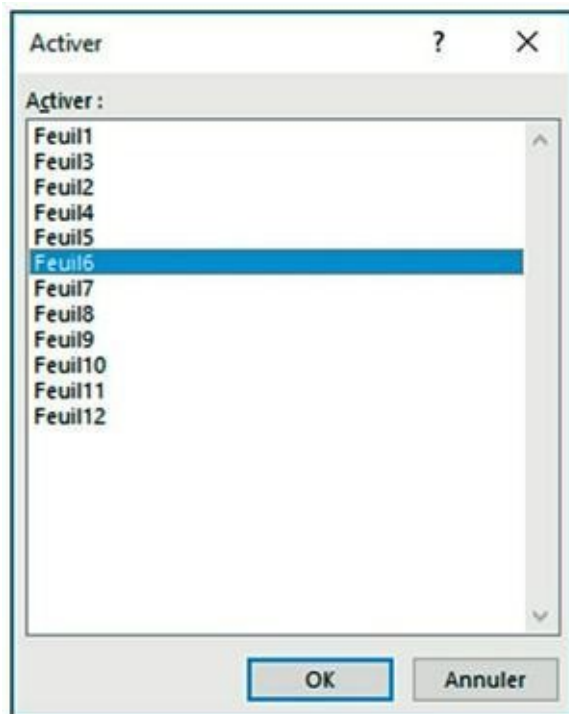 Activer ? ×
Activer :
Feuil1
Feuil3
Feuil2
Feuil4
Feuil5
Feuil6
Feuil7
Feuil8
Feuil9
Feuil10
Feuil11
Feuil12
OK Annuler